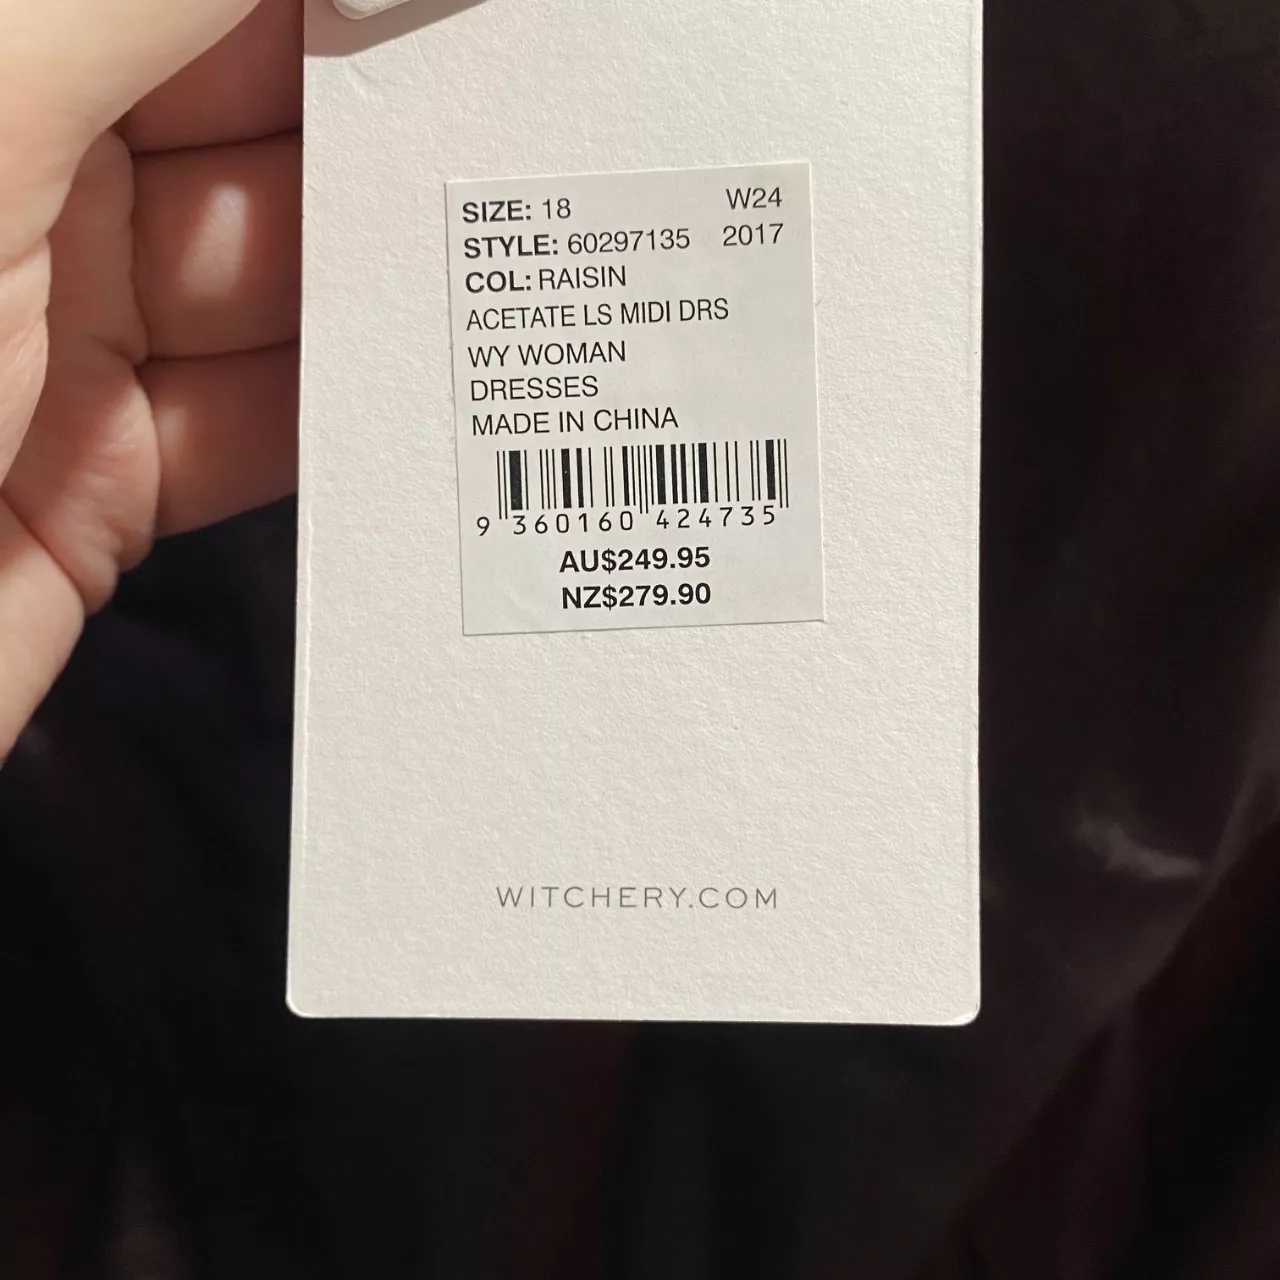 SIZE: 18 W24
STYLE: 60297135 2017
COL: RAISIN
ACETATE LS MIDI DRS
WY WOMAN
DRESSES
MADE IN CHINA
9 360160 424735
AU$249.95
NZ$279.90
WITCHERY.COM